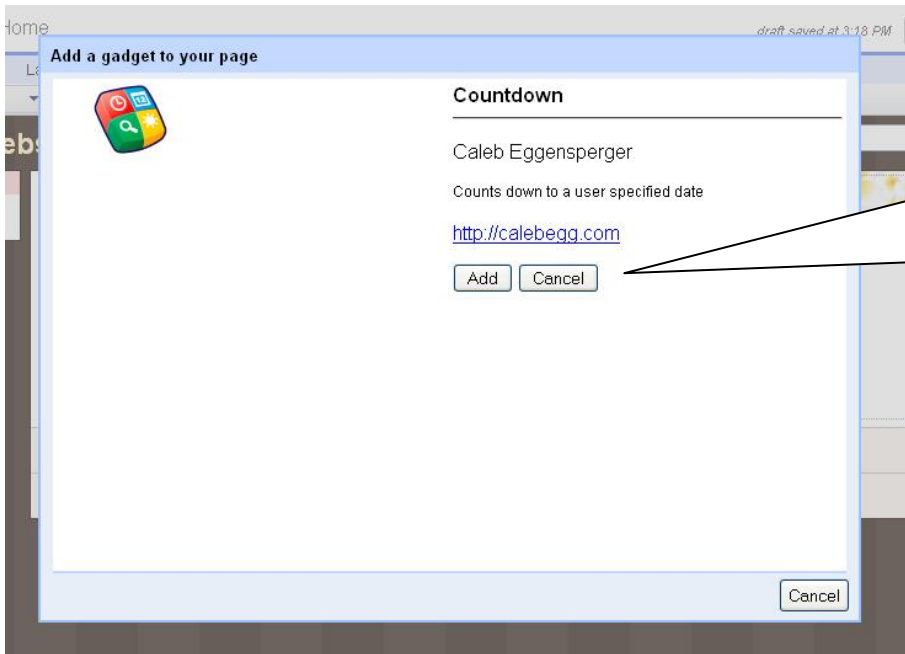 Home
draft saved at 3:18 PM
Add a gadget to your page
Countdown
Caleb Eggensperger
Counts down to a user specified date
http://calebegg.com
Add Cancel
Cancel